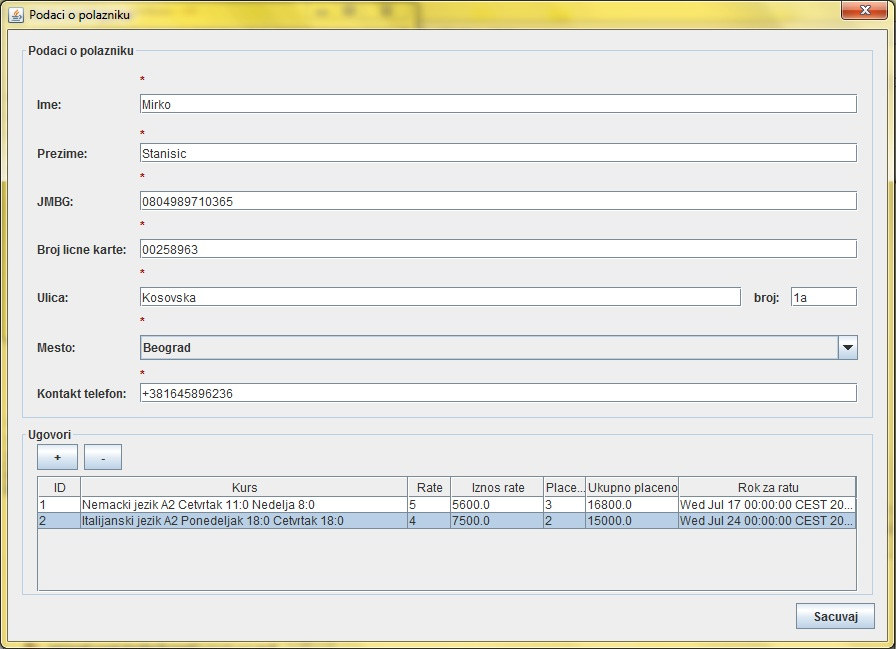 Podaci o polazniku
Podaci o polazniku
*
Ime: Mirko
*
Prezime: Stanisic
*
JMBG: 0804989710365
*
Broj licne karte: 00258963
*
Ulica: Kosovska broj: 1a
*
Mesto: Beograd
*
Kontakt telefon: +381645896236
Ugovori
+ -
ID Kurs Rate Iznos rate Place... Ukupno placeno Rok za ratu
1 Nemacki jezik A2 Cetvrtak 11:0 Nedelja 8:0 5 5600.0 3 16800.0 Wed Jul 17 00:00:00 CEST 20...
2 Italijanski jezik A2 Ponedeljak 18:0 Cetvrtak 18:0 4 7500.0 2 15000.0 Wed Jul 24 00:00:00 CEST 20...
Sacuvaj